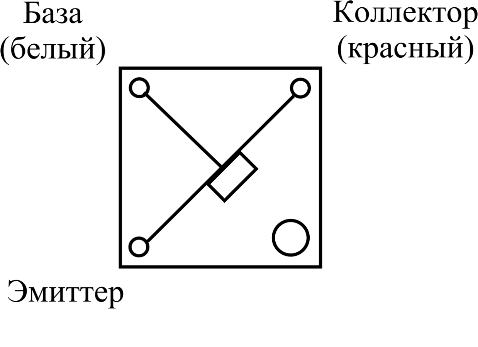 База
(белый)
Коллектор
(красный)
Эмиттер